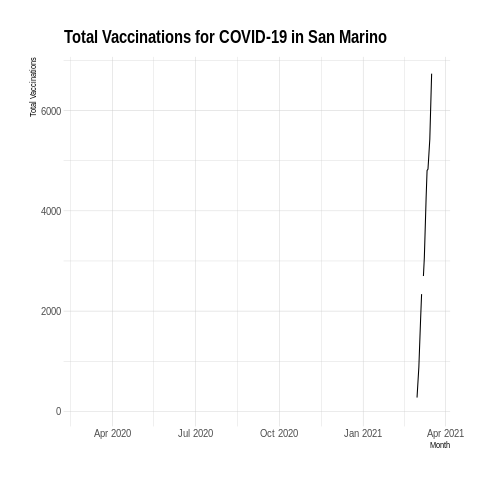 Total Vaccinations for COVID-19 in San Marino
Total Vaccinations
6000
4000
2000
0
Apr 2020 Jul 2020 Oct 2020 Jan 2021 Apr 2021
Month